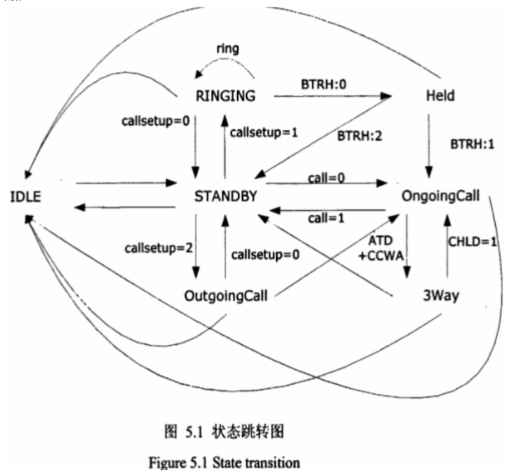 ring
RINGING
BTRH:0
Held
callsetup=0
callsetup=1
BTRH:2
BTRH:1
IDLE
STANDBY
call=0
OngoingCall
call=1
callsetup=2
callsetup=0
ATD
+CCWA
CHLD=1
OutgoingCall
3Way
图 5.1 状态跳转图
Figure 5.1 State transition